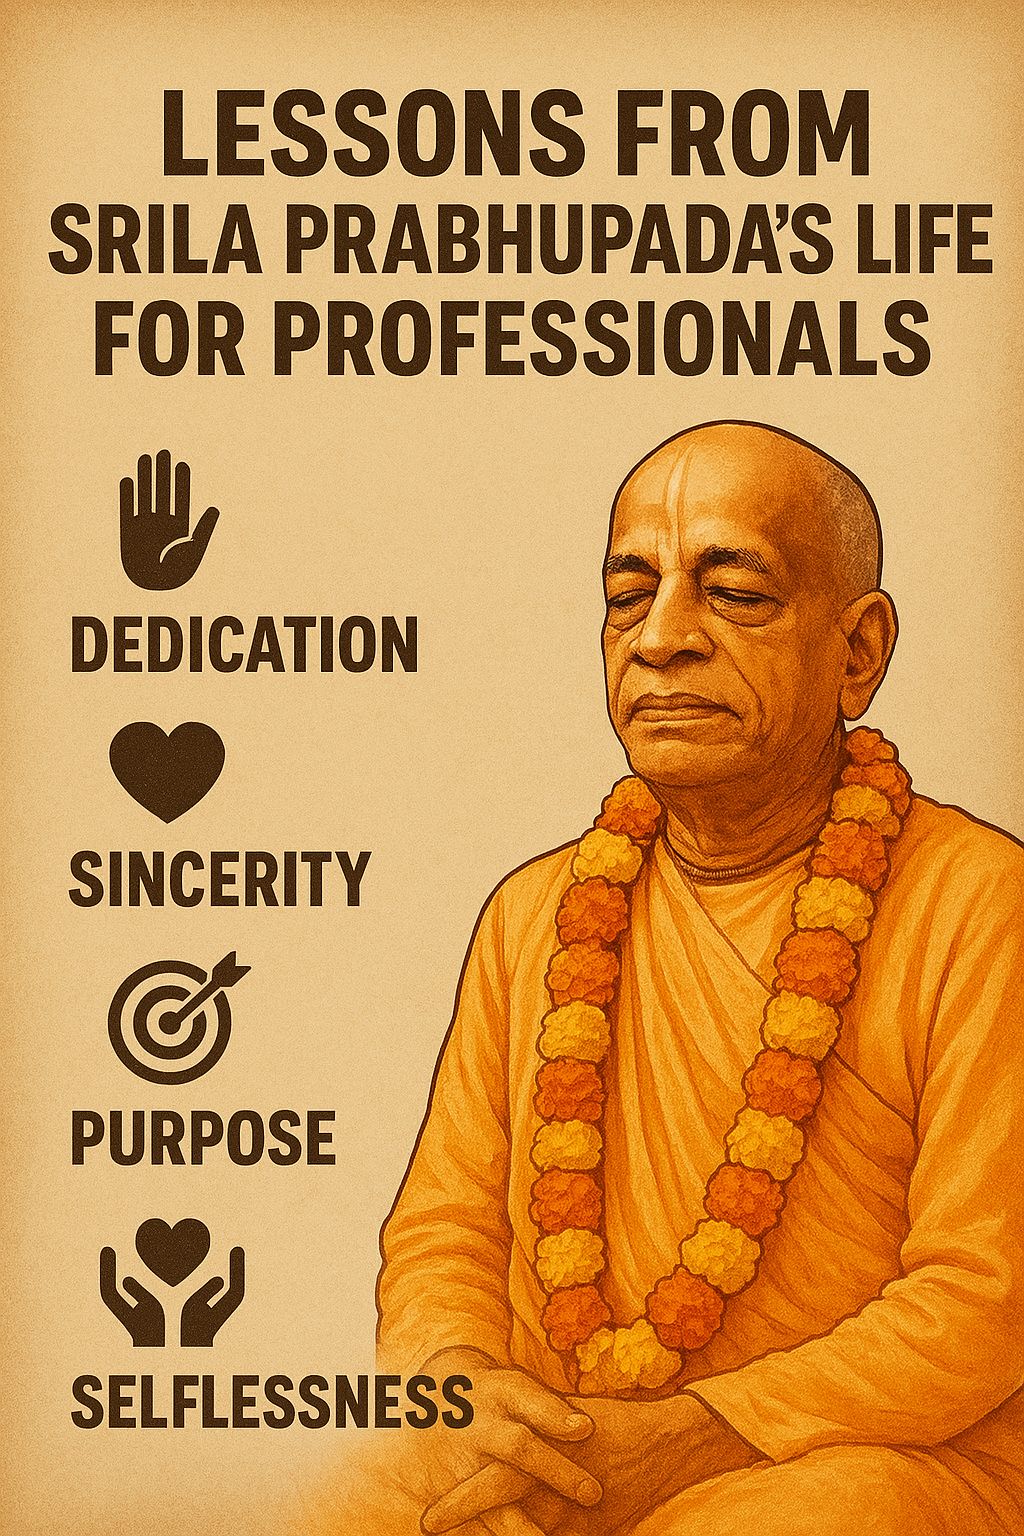 LESSONS FROM
SRILA PRABHUPADA'S LIFE
FOR PROFESSIONALS
DEDICATION
SINCERITY
PURPOSE
SELFLESSNESS